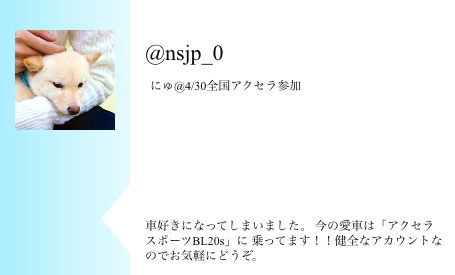 @nsjp_0
にゅ@4/30全国アクセラ参加
車好きになってしまいました。 今の愛車は「アクセラ
スポーツBL20s」に 乗ってます！！健全なアカウントな
のでお気軽にどうぞ。